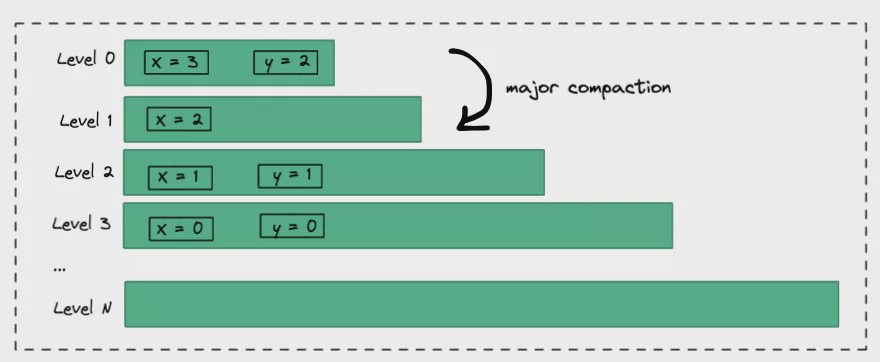 Level 0 x = 3 y = 2
major compaction
Level 1 x = 2
Level 2 x = 1 y = 1
Level 3 x = 0 y = 0
...
Level N